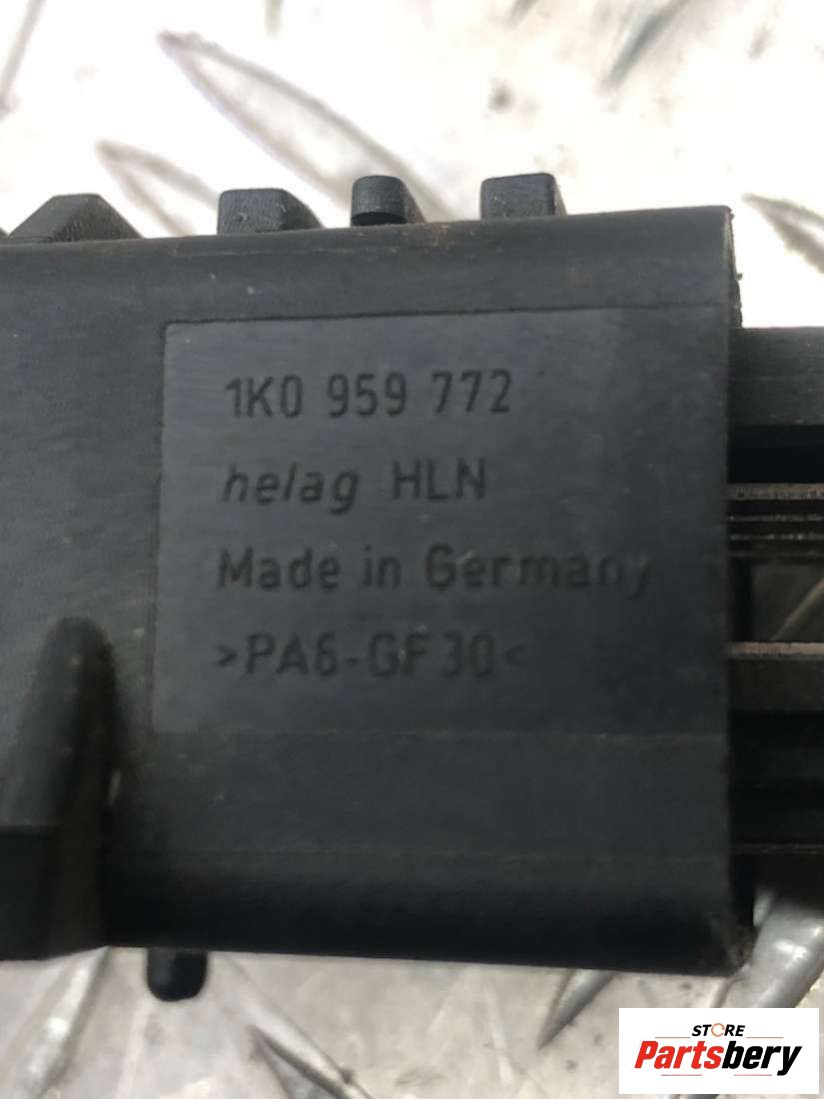 1K0 959 772
helag HLN
Made in Germany
>PA6-GF30<
STORE
Partsbery